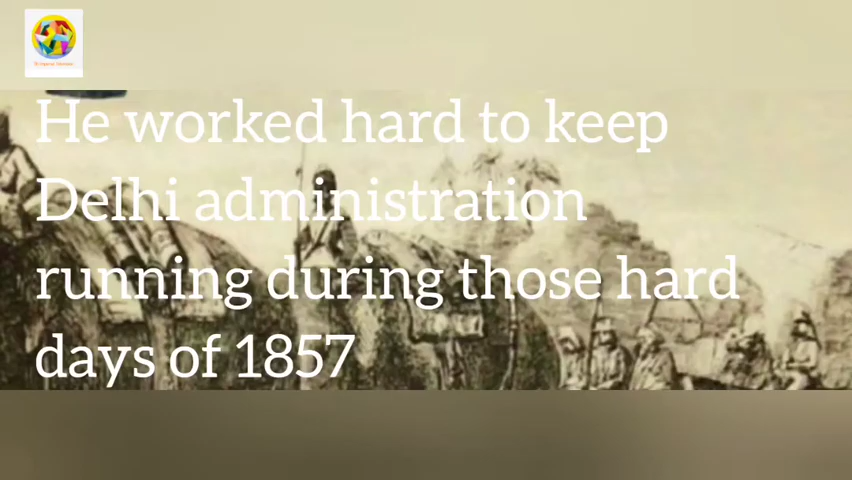 He worked hard to keep
Delhi administration
running during those hard
days of 1857